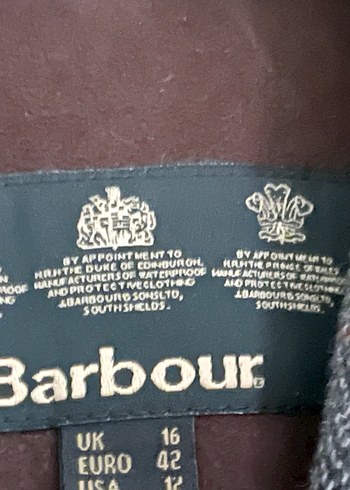 BY APPOINTMENT TO
H.R.H.THE DUKE OF EDINBURGH,
MANUFACTURERS OF WATERPROOF
AND PROTECTIVE CLOTHING
J.BARBOUR & SONS LTD,
SOUTH SHIELDS.
BY APPOINTMENT TO
H.R.H.THE PRINCE OF WALES
MANUFACTURERS OF WATERPROOF
AND PROTECTIVE CLOTHING
J.BARBOUR & SONS LTD,
SOUTH SHIELDS.
Barbour
UK 16
EURO 42
USA 12